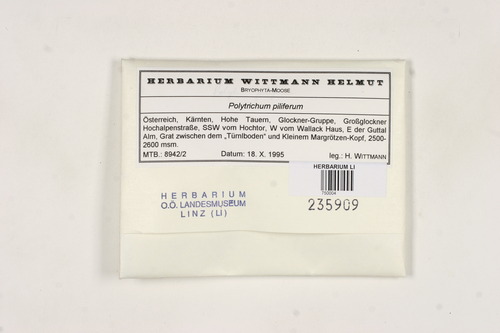 HERBARIUM WITTMANN HELMUT
BRYOPHYTA-MOOSE
Polytrichum piliferum
Österreich, Kärnten, Hohe Tauern, Glockner-Gruppe, Großglockner
Hochalpenstraße, SSW vom Hochtor, W vom Wallack Haus, E der Guttal
Alm, Grat zwischen dem „Tümlboden" und Kleinem Margrötzen-Kopf, 2500-
2600 msm.
MTB.: 8942/2 Datum: 18. X. 1995 leg.: H. WITTMANN
HERBARIUM LI
750004
235909
HERBARIUM
O.Ö. LANDESMUSEUM
LINZ (LI)